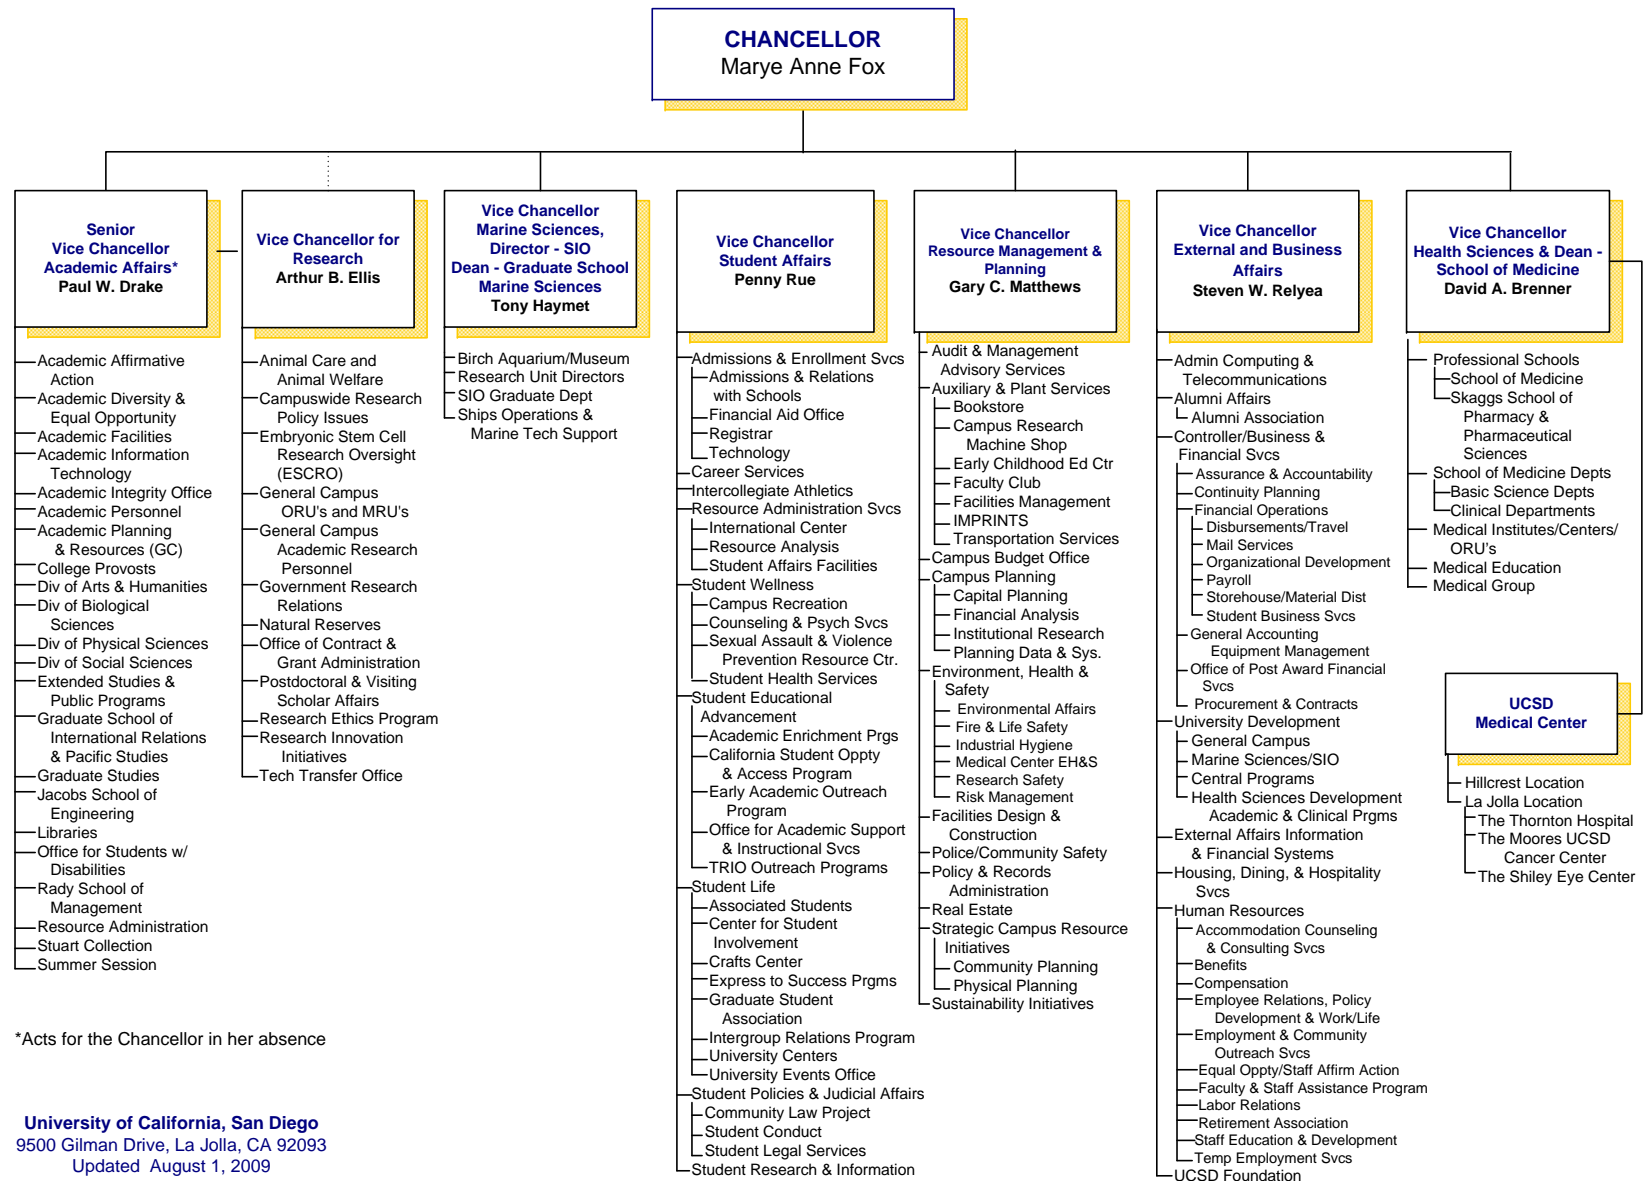 CHANCELLOR
Marye Anne Fox
Senior
Vice Chancellor
Academic Affairs*
Paul W. Drake
Academic Affirmative
Action
Academic Diversity &
Equal Opportunity
Academic Facilities
Academic Information
Technology
Academic Integrity Office
Academic Personnel
Academic Planning
& Resources (GC)
College Provosts
Div of Arts & Humanities
Div of Biological
Sciences
Div of Physical Sciences
Div of Social Sciences
Extended Studies &
Public Programs
Graduate School of
International Relations
& Pacific Studies
Graduate Studies
Jacobs School of
Engineering
Libraries
Office for Students w/
Disabilities
Rady School of
Management
Resource Administration
Stuart Collection
Summer Session
Vice Chancellor for
Research
Arthur B. Ellis
Animal Care and
Animal Welfare
Campuswide Research
Policy Issues
Embryonic Stem Cell
Research Oversight
(ESCRO)
General Campus
ORU's and MRU's
General Campus
Academic Research
Personnel
Government Research
Relations
Natural Reserves
Office of Contract &
Grant Administration
Postdoctoral & Visiting
Scholar Affairs
Research Ethics Program
Research Innovation
Initiatives
Tech Transfer Office
Vice Chancellor
Marine Sciences,
Director - SIO
Dean - Graduate School
Marine Sciences
Tony Haymet
Birch Aquarium/Museum
Research Unit Directors
SIO Graduate Dept
Ships Operations &
Marine Tech Support
Vice Chancellor
Student Affairs
Penny Rue
Admissions & Enrollment Svcs
Admissions & Relations
with Schools
Financial Aid Office
Registrar
Technology
Career Services
Intercollegiate Athletics
Resource Administration Svcs
International Center
Resource Analysis
Student Affairs Facilities
Student Wellness
Campus Recreation
Counseling & Psych Svcs
Sexual Assault & Violence
Prevention Resource Ctr.
Student Health Services
Student Educational
Advancement
Academic Enrichment Prgs
California Student Oppty
& Access Program
Early Academic Outreach
Program
Office for Academic Support
& Instructional Svcs
TRIO Outreach Programs
Student Life
Associated Students
Center for Student
Involvement
Crafts Center
Express to Success Prgms
Graduate Student
Association
Intergroup Relations Program
University Centers
University Events Office
Student Policies & Judicial Affairs
Community Law Project
Student Conduct
Student Legal Services
Student Research & Information
Vice Chancellor
Resource Management &
Planning
Gary C. Matthews
Audit & Management
Advisory Services
Auxiliary & Plant Services
Bookstore
Campus Research
Machine Shop
Early Childhood Ed Ctr
Faculty Club
Facilities Management
IMPRINTS
Transportation Services
Campus Budget Office
Campus Planning
Capital Planning
Financial Analysis
Institutional Research
Planning Data & Sys.
Environment, Health &
Safety
Environmental Affairs
Fire & Life Safety
Industrial Hygiene
Medical Center EH&S
Research Safety
Risk Management
Facilities Design &
Construction
Police/Community Safety
Policy & Records
Administration
Real Estate
Strategic Campus Resource
Initiatives
Community Planning
Physical Planning
Sustainability Initiatives
Vice Chancellor
External and Business
Affairs
Steven W. Relyea
Admin Computing &
Telecommunications
Alumni Affairs
Alumni Association
Controller/Business &
Financial Svcs
Assurance & Accountability
Continuity Planning
Financial Operations
Disbursements/Travel
Mail Services
Organizational Development
Payroll
Storehouse/Material Dist
Student Business Svcs
General Accounting
Equipment Management
Office of Post Award Financial
Svcs
Procurement & Contracts
University Development
General Campus
Marine Sciences/SIO
Central Programs
Health Sciences Development
Academic & Clinical Prgms
External Affairs Information
& Financial Systems
Housing, Dining, & Hospitality
Svcs
Human Resources
Accommodation Counseling
& Consulting Svcs
Benefits
Compensation
Employee Relations, Policy
Development & Work/Life
Employment & Community
Outreach Svcs
Equal Oppty/Staff Affirm Action
Faculty & Staff Assistance Program
Labor Relations
Retirement Association
Staff Education & Development
Temp Employment Svcs
UCSD Foundation
Vice Chancellor
Health Sciences & Dean -
School of Medicine
David A. Brenner
Professional Schools
School of Medicine
Skaggs School of
Pharmacy &
Pharmaceutical
Sciences
School of Medicine Depts
Basic Science Depts
Clinical Departments
Medical Institutes/Centers/
ORU's
Medical Education
Medical Group
UCSD
Medical Center
Hillcrest Location
La Jolla Location
The Thornton Hospital
The Moores UCSD
Cancer Center
The Shiley Eye Center
*Acts for the Chancellor in her absence
University of California, San Diego
9500 Gilman Drive, La Jolla, CA 92093
Updated August 1, 2009